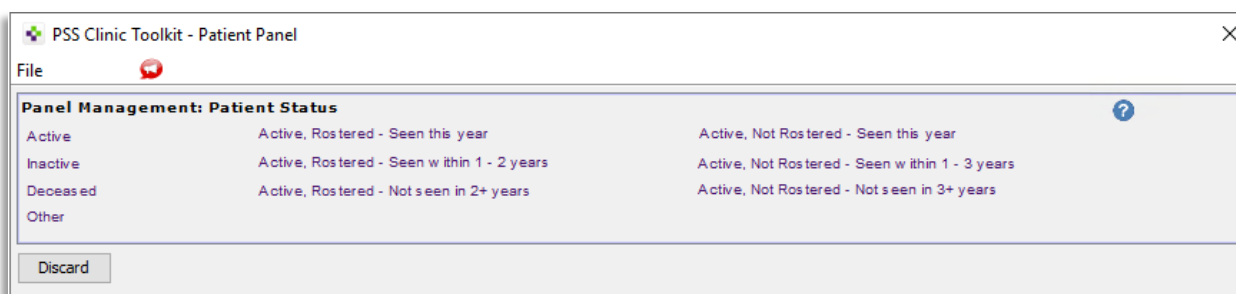 PSS Clinic Toolkit - Patient Panel
File
Panel Management: Patient Status
Active
Active, Rostered - Seen this year
Active, Not Rostered - Seen this year
Inactive
Active, Rostered - Seen within 1 - 2 years
Active, Not Rostered - Seen within 1 - 3 years
Deceased
Active, Rostered - Not seen in 2+ years
Active, Not Rostered - Not seen in 3+ years
Other
Discard